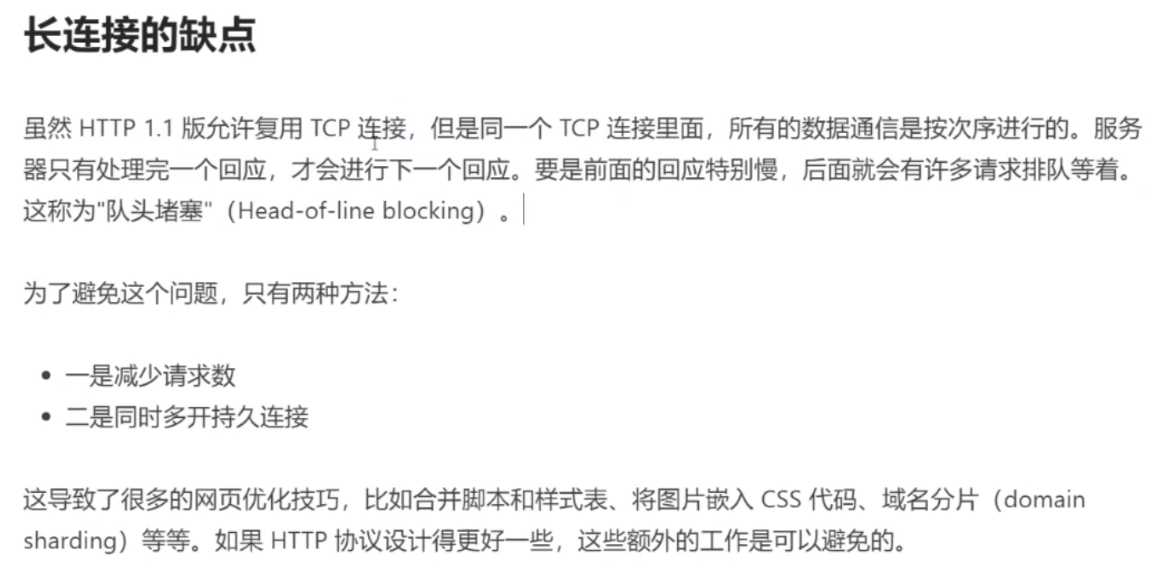 长连接的缺点
虽然 HTTP 1.1 版允许复用 TCP 连接，但是同一个 TCP 连接里面，所有的数据通信是按次序进行的。服务
器只有处理完一个回应，才会进行下一个回应。要是前面的回应特别慢，后面就会有许多请求排队等着。
这称为"队头堵塞"（Head-of-line blocking）。
为了避免这个问题，只有两种方法：
• 一是减少请求数
• 二是同时多开持久连接
这导致了很多的网页优化技巧，比如合并脚本和样式表、将图片嵌入 CSS 代码、域名分片（domain
sharding）等等。如果 HTTP 协议设计得更好一些，这些额外的工作是可以避免的。